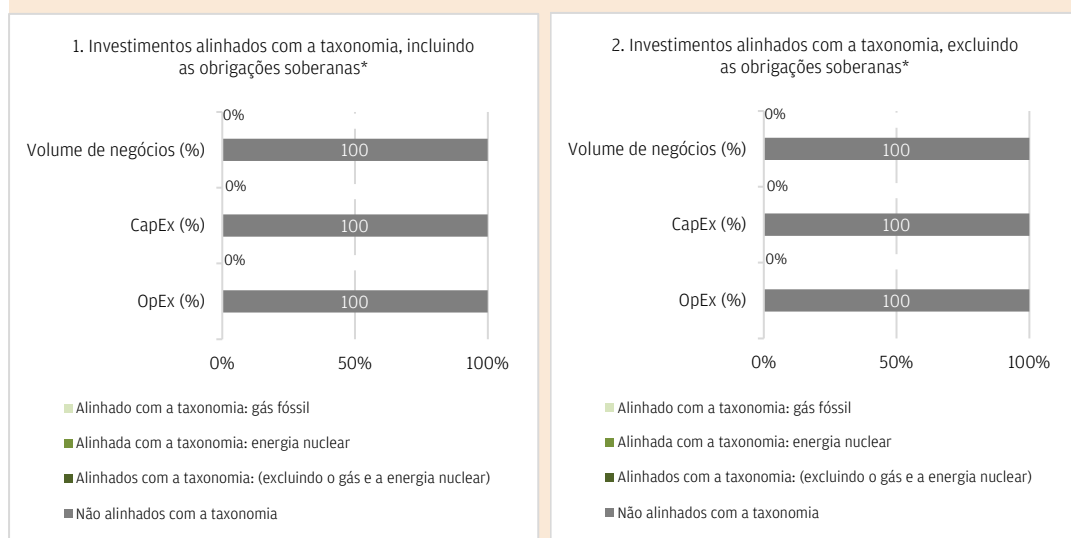 1. Investimentos alinhados com a taxonomia, incluindo
as obrigações soberanas*
0%
Volume de negócios (%)
100
0%
CapEx (%)
100
0%
OpEx (%)
100
0% 50% 100%
Alinhado com a taxonomia: gás fóssil
Alinhada com a taxonomia: energia nuclear
Alinhados com a taxonomia: (excluindo o gás e a energia nuclear)
Não alinhados com a taxonomia
2. Investimentos alinhados com a taxonomia, excluindo
as obrigações soberanas*
0%
Volume de negócios (%)
100
0%
CapEx (%)
100
0%
OpEx (%)
100
0% 50% 100%
Alinhado com a taxonomia: gás fóssil
Alinhada com a taxonomia: energia nuclear
Alinhados com a taxonomia: (excluindo o gás e a energia nuclear)
Não alinhados com a taxonomia